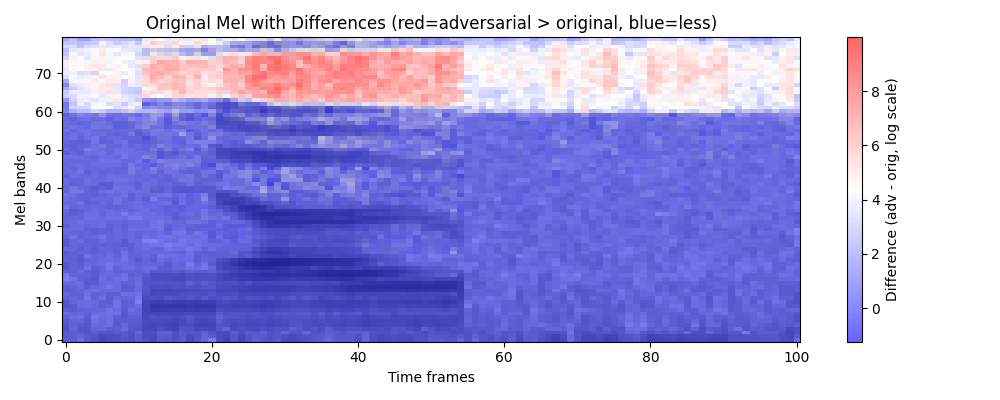 Original Mel with Differences (red=adversarial > original, blue=less)
Mel bands
70
60
50
40
30
20
10
0
0 20 40 60 80 100
Time frames
8
6
4
2
0
Difference (adv - orig, log scale)